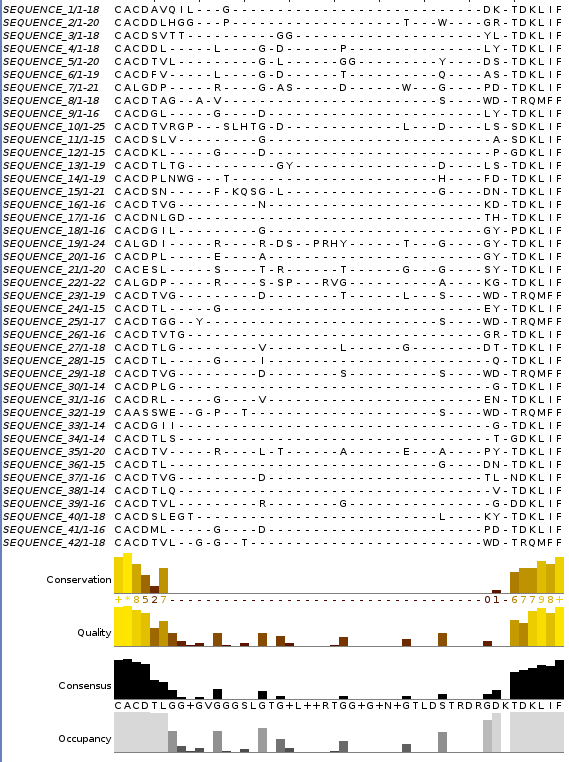 SEQUENCE_1/1-18 CACDAVQIL---G----------------------------DK-TDKLIF
SEQUENCE_2/1-20 CACDDLHGG---P-------------------T---W----GR-TDKLIF
SEQUENCE_3/1-18 CACDSVTT----------GG---------------------YL-TDKLIF
SEQUENCE_4/1-18 CACDDL-----L----G-D------P---------------LY-TDKLIF
SEQUENCE_5/1-20 CACDTVL---------G-L------GG---------Y----DS-TDKLIF
SEQUENCE_6/1-19 CACDFV-----L----G-D------T----------Q----AS-TDKLIF
SEQUENCE_7/1-21 CALGDP-----R----G-AS-----D------W---G----PD-TDKLIF
SEQUENCE_8/1-18 CACDTAG--A-V------------------------S----WD-TRQMFF
SEQUENCE_9/1-16 CACDGL-----G----D------------------------LY-TDKLIF
SEQUENCE_10/1-25 CACDTVRGP---SLHTG-D-------------L---D----LS-SDKLIF
SEQUENCE_11/1-15 CACDSLV---------G-------------------------A-SDKLIF
SEQUENCE_12/1-15 CACDKL-----G----D-------------------------P-GDKLIF
SEQUENCE_13/1-19 CACDTLTG----------GY----------------D----LS-TDKLIF
SEQUENCE_14/1-19 CACDPLNWG---T-----------------------H----FD-TDKLIF
SEQUENCE_15/1-21 CACDSN-----F-KQSG-L----------------------DN-TDKLIF
SEQUENCE_16/1-16 CACDTVG---------N------------------------KD-TDKLIF
SEQUENCE_17/1-16 CACDNLGD---------------------------------TH-TDKLIF
SEQUENCE_18/1-16 CACDGIL---------G------------------------GY-TDKLIF
SEQUENCE_19/1-24 CALGDI-----R----R-DS--PRHY------T---G----GY-TDKLIF
SEQUENCE_20/1-16 CACDPL-----E----A------------------------GY-TDKLIF
SEQUENCE_21/1-20 CACESL-----S----T-R------T------G---G----SY-TDKLIF
SEQUENCE_22/1-22 CALGDP-----R----S-SP---RVG----------A----KG-TDKLIF
SEQUENCE_23/1-19 CACDTVG---------D--------T------L---S----WD-TRQMFF
SEQUENCE_24/1-15 CACDTL-----G-----------------------------EY-TDKLIF
SEQUENCE_25/1-17 CACDTGG--Y--------------------------S----WD-TRQMFF
SEQUENCE_26/1-16 CACDTVTG---------------------------------GR-TDKLIF
SEQUENCE_27/1-18 CACDTLG---------V--------L------G--------DT-TDKLIF
SEQUENCE_28/1-15 CACDTL-----G----I-------------------------Q-TDKLIF
SEQUENCE_29/1-18 CACDTVG---------D--------S----------S----WD-TRQMFF
SEQUENCE_30/1-14 CACDPLG-----------------------------------G-TDKLIF
SEQUENCE_31/1-16 CACDRL-----G----V------------------------EN-TDKLIF
SEQUENCE_32/1-19 CAASSWE--G-P--T---------------------S----WD-TRQMFF
SEQUENCE_33/1-14 CACDGII-----------------------------------G-TDKLIF
SEQUENCE_34/1-14 CACDTLS-----------------------------------T-GDKLIF
SEQUENCE_35/1-20 CACDTV-----R----L-T------A------E---A----PY-TDKLIF
SEQUENCE_36/1-15 CACDTL------------------------------G----DN-TDKLIF
SEQUENCE_37/1-16 CACDTVG---------D------------------------TL-NDKLIF
SEQUENCE_38/1-14 CACDTLQ-----------------------------------V-TDKLIF
SEQUENCE_39/1-16 CACDTVL---------R--------G----------------G-DDKLIF
SEQUENCE_40/1-18 CACDSLEGT---------------------------L----KY-TDKLIF
SEQUENCE_41/1-16 CACDML-----G----D------------------------PD-TDKLIF
SEQUENCE_42/1-18 CACDTVL--G-G--T--------------------------WD-TRQMFF
Conservation
+*8527-----------------------------------01-67798+
Quality
Consensus
CACDTLGG+GVGGGSLGTG+L++RTGG+G+N+GTLDSTRDRGDKTDKLIF
Occupancy